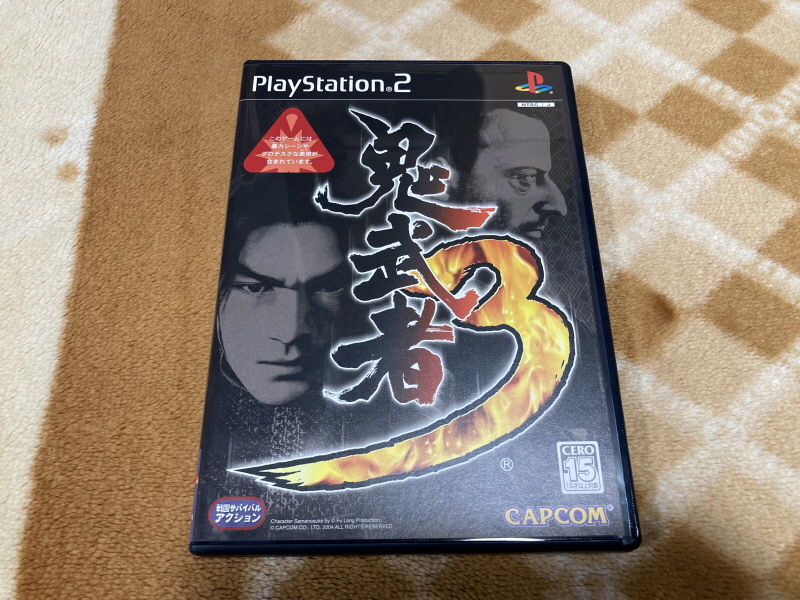 PlayStation®2
NTSC J
このゲームには
暴力シーンや
グロテスクな表現が
含まれています。
鬼武者
3
®
CERO
15
15才以上対象
戦国サバイバル
アクション
Character Samanosuke by © Fu Long Production,
© CAPCOM CO., LTD. 2004 ALL RIGHTS RESERVED.
CAPCOM